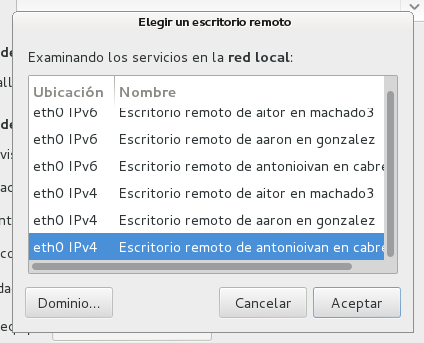 Elegir un escritorio remoto
Examinando los servicios en la red local:
Ubicación Nombre
eth0 IPv6 Escritorio remoto de aitor en machado3
eth0 IPv6 Escritorio remoto de aaron en gonzalez
eth0 IPv6 Escritorio remoto de antonioivan en cabre
eth0 IPv4 Escritorio remoto de aitor en machado3
eth0 IPv4 Escritorio remoto de aaron en gonzalez
eth0 IPv4 Escritorio remoto de antonioivan en cabre
Dominio... Cancelar Aceptar